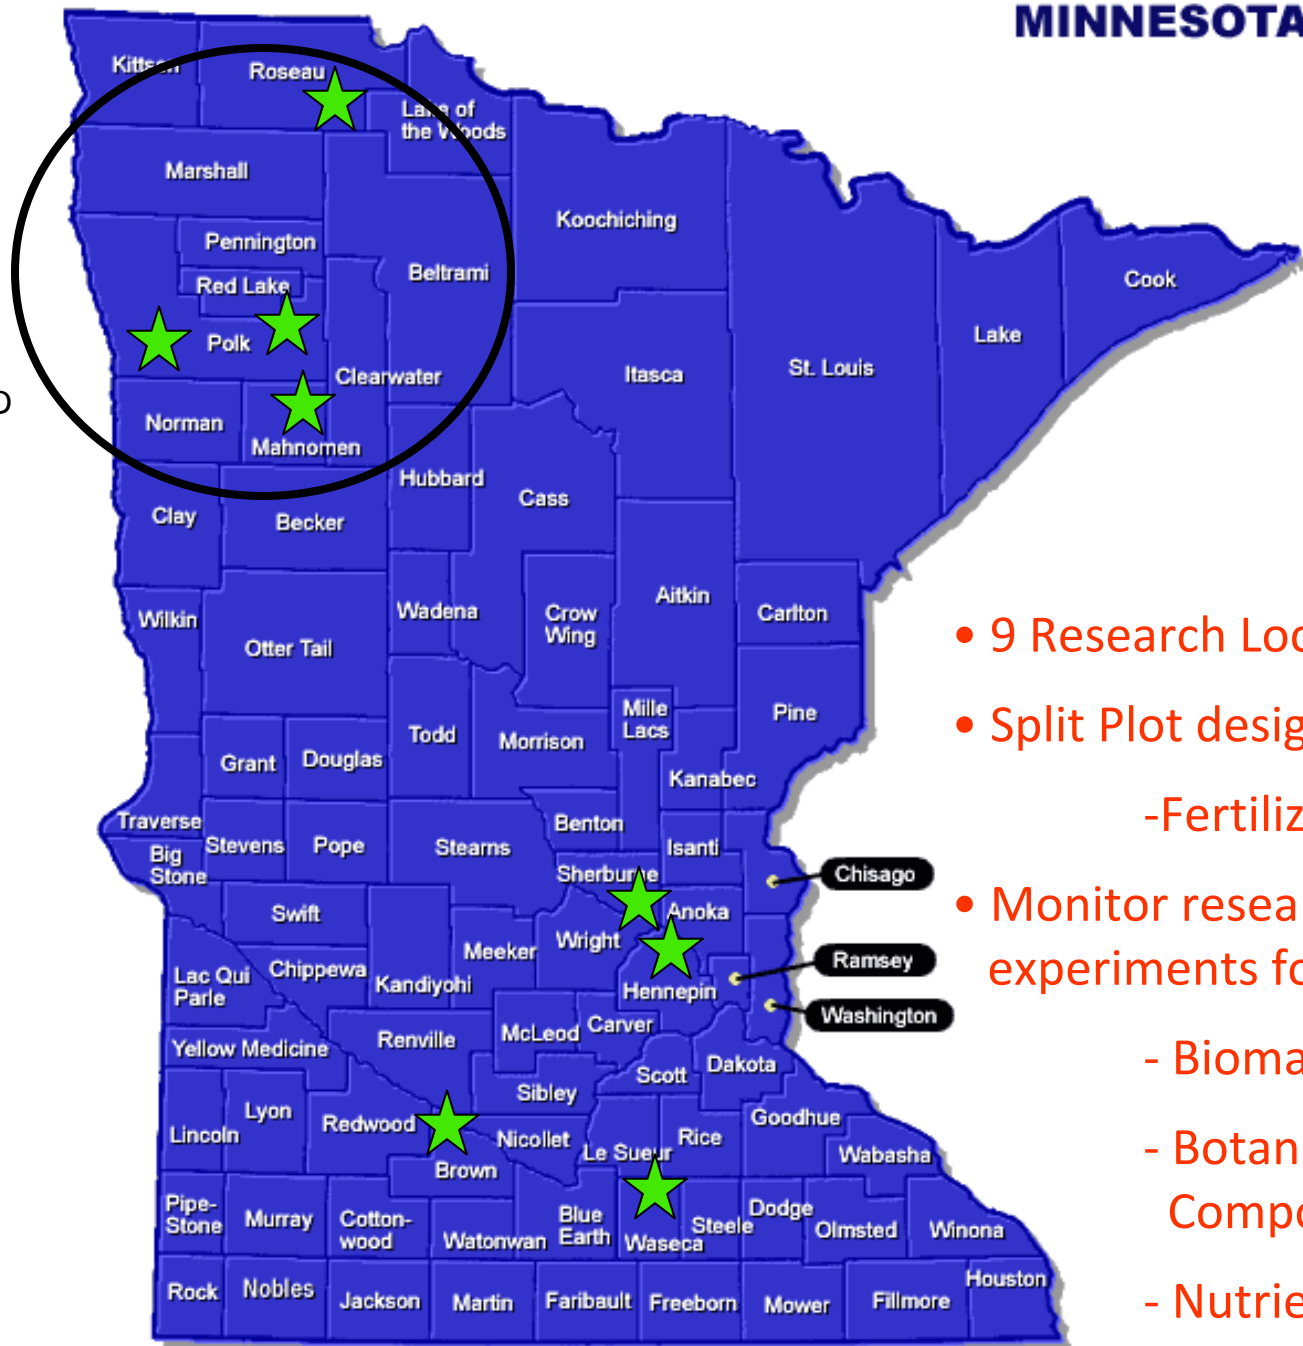 MINNESOTA
Kittson
Roseau
Lake of
the Woods
Marshall
Koochiching
Pennington
Beltrami
Red Lake
Cook
Polk
Lake
St. Louis
Clearwater
Itasca
Norman
Mahnomen
Hubbard
Cass
Clay
Becker
Aitkin
Wadena
Crow
Wing
Carlton
Wilkin
Otter Tail
• 9 Research Loc
Mille
Lacs
Pine
• Split Plot desig
Todd
Morrison
Grant
Douglas
Kanabec
Traverse
Benton
-Fertiliz
Stevens
Pope
Stearns
Isanti
Big
Stone
Sherburne
Chisago
Swift
Anoka
• Monitor resea
experiments fo
Wright
Meeker
Ramsey
Lac Qui
Parle
Chippewa
Kandiyohi
Hennepin
Washington
McLeod
Carver
Renville
Yellow Medicine
Dakota
- Bioma
Scott
Sibley
Lyon
Redwood
Goodhue
Lincoln
Nicollet
Rice
Le Sueur
Wabasha
- Botan
Compo
Brown
Pipe-
Stone
Murray
Cotton-
wood
Watonwan
Blue
Earth
Waseca
Steele
Dodge
Olmsted
Winona
Rock
Nobles
Jackson
Martin
Faribault
Freeborn
Mower
Fillmore
Houston
- Nutrie